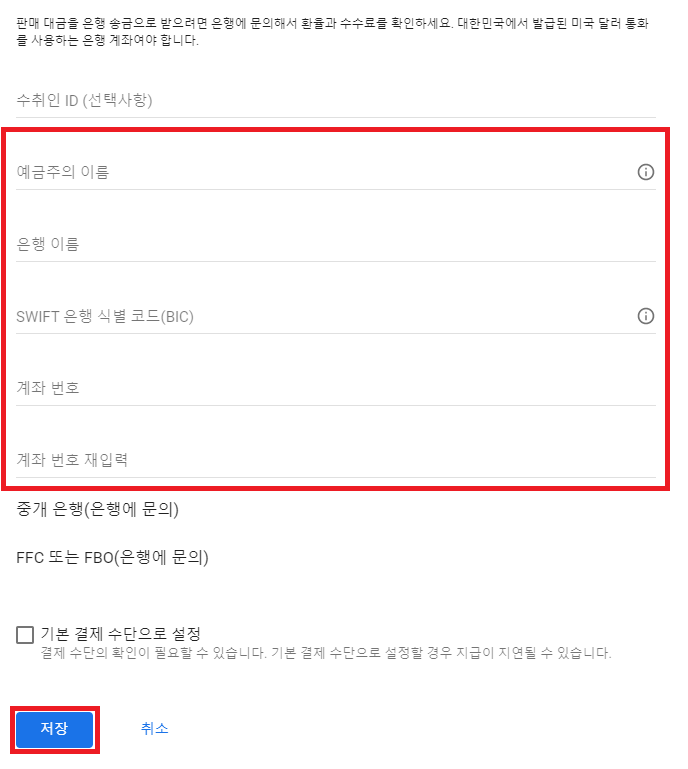 판매 대금을 은행 송금으로 받으려면 은행에 문의해서 환율과 수수료를 확인하세요. 대한민국에서 발급된 미국 달러 통화
를 사용하는 은행 계좌여야 합니다.
수취인 ID (선택사항)
예금주의 이름
은행 이름
SWIFT 은행 식별 코드(BIC)
계좌 번호
계좌 번호 재입력
중개 은행(은행에 문의)
FFC 또는 FBO(은행에 문의)
기본 결제 수단으로 설정
결제 수단의 확인이 필요할 수 있습니다. 기본 결제 수단으로 설정할 경우 지급이 지연될 수 있습니다.
저장 취소